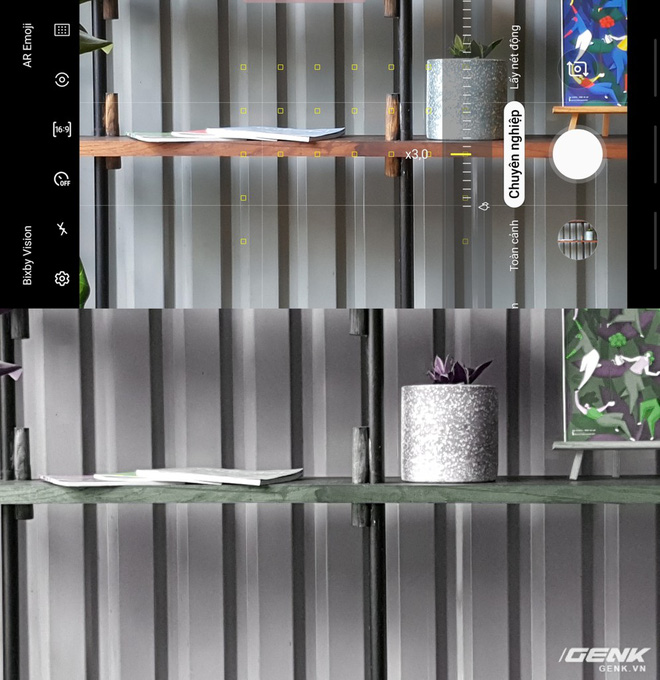 AR Emoji
Bixby Vision
16:9
OFF
x3.0
Lấy nét động
Chuyên nghiệp
Toàn cảnh
GENK
GENK.VN